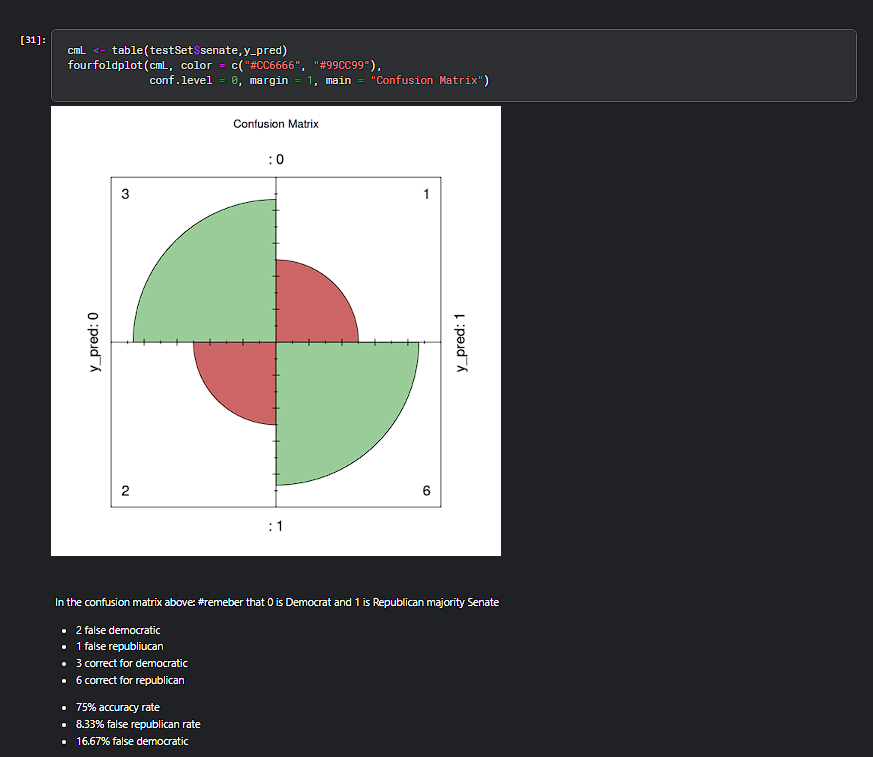 [31]:
cmL <- table(testSet$senate,y_pred)
fourfoldplot(cmL, color = c("#CC6666", "#99CC99"),
conf.level = 0, margin = 1, main = "Confusion Matrix")
Confusion Matrix
: 0
3
1
y_pred: 0
y_pred: 1
2
6
: 1
In the confusion matrix above: #remeber that 0 is Democrat and 1 is Republican majority Senate
• 2 false democratic
• 1 false republiucan
• 3 correct for democratic
• 6 correct for republican
• 75% accuracy rate
• 8.33% false republican rate
• 16.67% false democratic